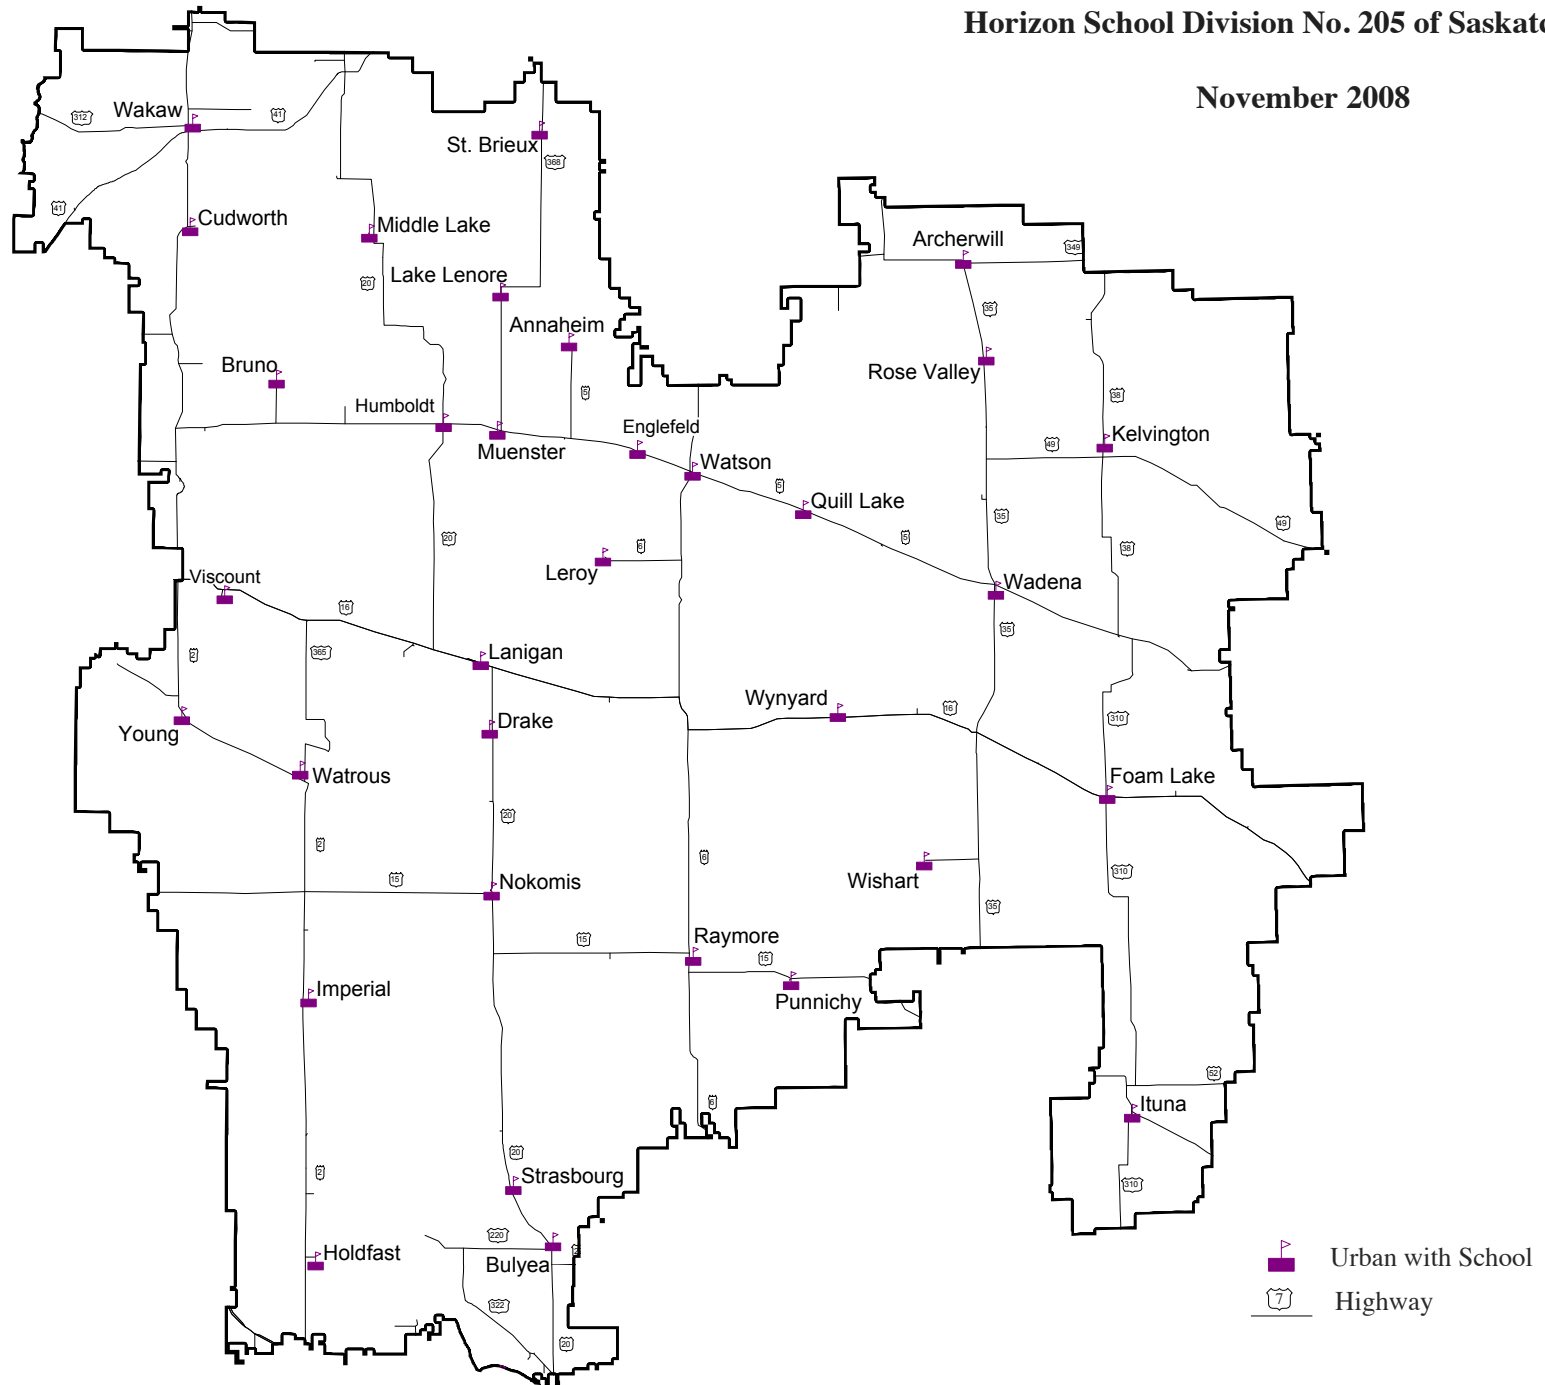 Horizon School Division No. 205 of Saskatc
November 2008
Wakaw
312
41
St. Brieux
368
41
Cudworth
Middle Lake
Archerwill
349
Lake Lenore
20
35
Annaheim
Bruno
Rose Valley
5
38
Humboldt
Englefeld
Kelvington
49
Muenster
Watson
5
Quill Lake
35
49
20
5
38
6
Leroy
Viscount
Wadena
16
35
2
365
Lanigan
Wynyard
16
310
Drake
Young
Watrous
Foam Lake
20
2
6
310
15
Nokomis
Wishart
35
Raymore
15
15
Imperial
Punnichy
52
6
Ituna
20
2
Strasbourg
310
220
Holdfast
Bulyea
322
20
Urban with School
7
Highway